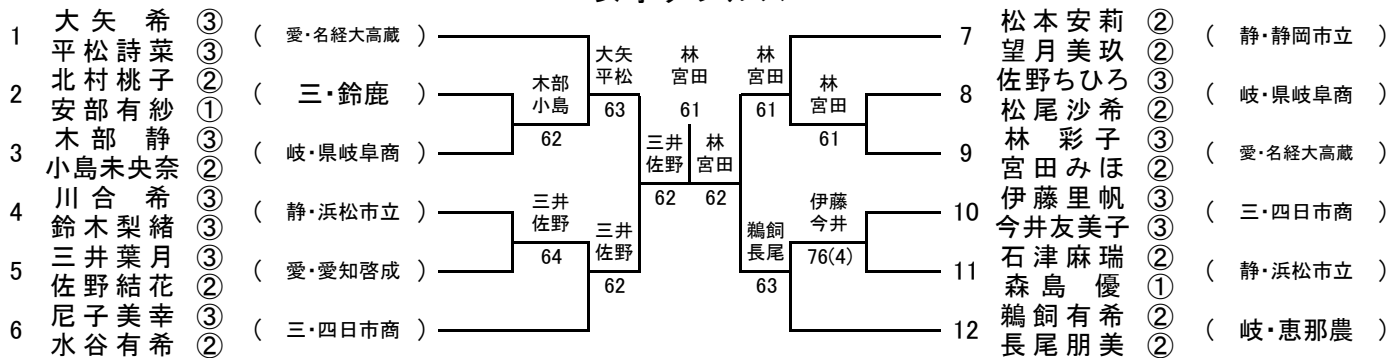 1 大矢 希 ③
平松詩菜 ③
( 愛・名経大高蔵 )
2 北村桃子 ②
安部有紗 ①
( 三・鈴鹿 )
3 木部 静 ③
小島未央奈 ②
( 岐・県岐阜商 )
4 川合 希 ③
鈴木梨緒 ③
( 静・浜松市立 )
5 三井葉月 ③
佐野結花 ②
( 愛・愛知啓成 )
6 尼子美幸 ③
水谷有希 ②
( 三・四日市商 )
木部
小島
62
三井
佐野
64
大矢
平松
63
三井
佐野
62
三井
佐野
62
林
宮田
61
林
宮田
62
林
宮田
61
鵜飼
長尾
63
林
宮田
61
伊藤
今井
76(4)
7 松本安莉 ②
望月美玖 ②
( 静・静岡市立 )
8 佐野ちひろ ③
松尾沙希 ②
( 岐・県岐阜商 )
9 林 彩子 ③
宮田みほ ②
( 愛・名経大高蔵 )
10 伊藤里帆 ③
今井友美子 ③
( 三・四日市商 )
11 石津麻瑞 ②
森島 優 ①
( 静・浜松市立 )
12 鵜飼有希 ②
長尾朋美 ②
( 岐・恵那農 )